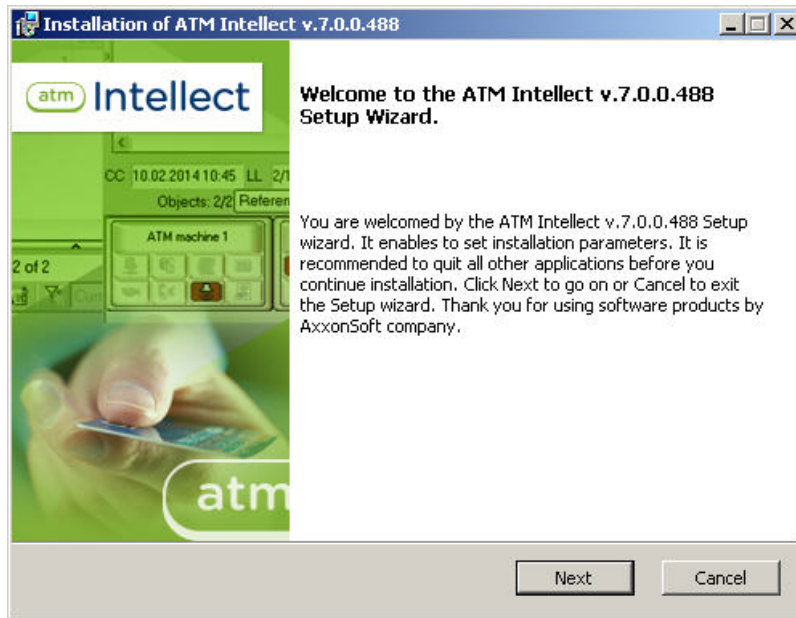 Installation of ATM Intellect v.7.0.0.488
atm Intellect
CC 10.02.2014 10:45 LL
Objects: 2/2
ATM machine 1
2 of 2
atm
Welcome to the ATM Intellect v.7.0.0.488
Setup Wizard.
You are welcomed by the ATM Intellect v.7.0.0.488 Setup
wizard. It enables to set installation parameters. It is
recommended to quit all other applications before you
continue installation. Click Next to go on or Cancel to exit
the Setup wizard. Thank you for using software products by
AxxonSoft company.
Next
Cancel